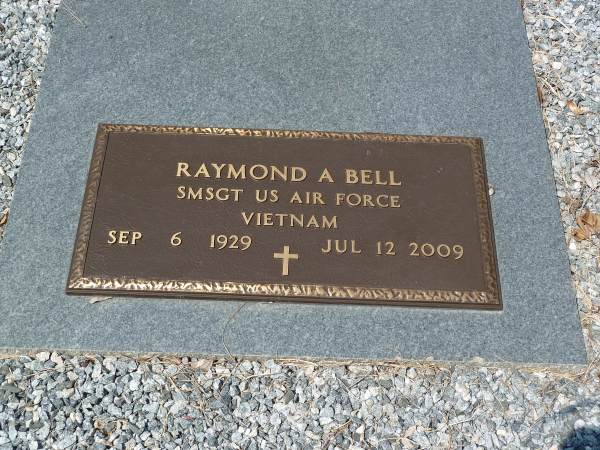 RAYMOND A BELL
SMSGT US AIR FORCE
VIETNAM
SEP 6 1929 JUL 12 2009